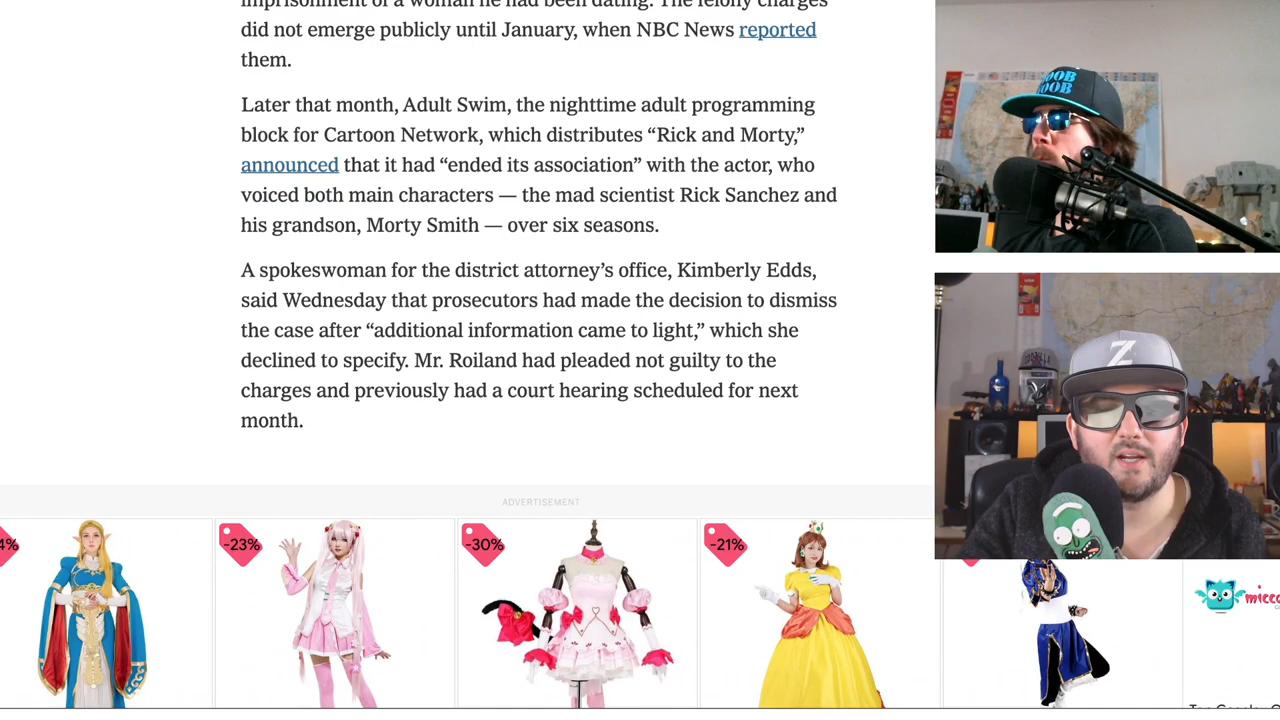 imprisonment of a woman he had been dating. The felony charges
did not emerge publicly until January, when NBC News reported
them.
Later that month, Adult Swim, the nighttime adult programming
block for Cartoon Network, which distributes “Rick and Morty,”
announced that it had “ended its association” with the actor, who
voiced both main characters — the mad scientist Rick Sanchez and
his grandson, Morty Smith — over six seasons.
A spokeswoman for the district attorney’s office, Kimberly Edds,
said Wednesday that prosecutors had made the decision to dismiss
the case after “additional information came to light,” which she
declined to specify. Mr. Roiland had pleaded not guilty to the
charges and previously had a court hearing scheduled for next
month.
ADVERTISEMENT
4%
-23%
-30%
-21%
NOOB
NOOB
Z